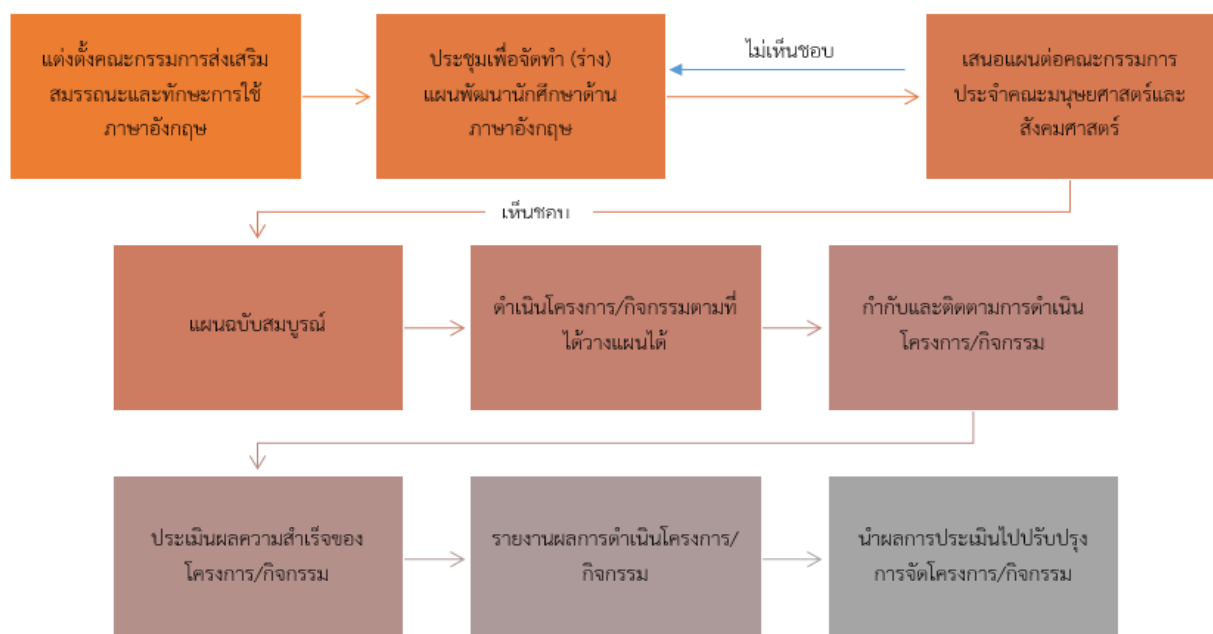 แต่งตั้งคณะกรรมการส่งเสริม
สมรรถนะและทักษะการใช้
ภาษาอังกฤษ
ประชุมเพื่อจัดทำ (ร่าง)
แผนพัฒนานักศึกษาด้าน
ภาษาอังกฤษ
ไม่เห็นชอบ
เสนอแผนต่อคณะกรรมการ
ประจำคณะมนุษยศาสตร์และ
สังคมศาสตร์
เห็นชอบ
แผนฉบับสมบูรณ์
ดำเนินโครงการ/กิจกรรมตามที่
ได้วางแผนได้
กำกับและติดตามการดำเนิน
โครงการ/กิจกรรม
ประเมินผลความสำเร็จของ
โครงการ/กิจกรรม
รายงานผลการดำเนินโครงการ/
กิจกรรม
นำผลการประเมินไปปรับปรุง
การจัดโครงการ/กิจกรรม